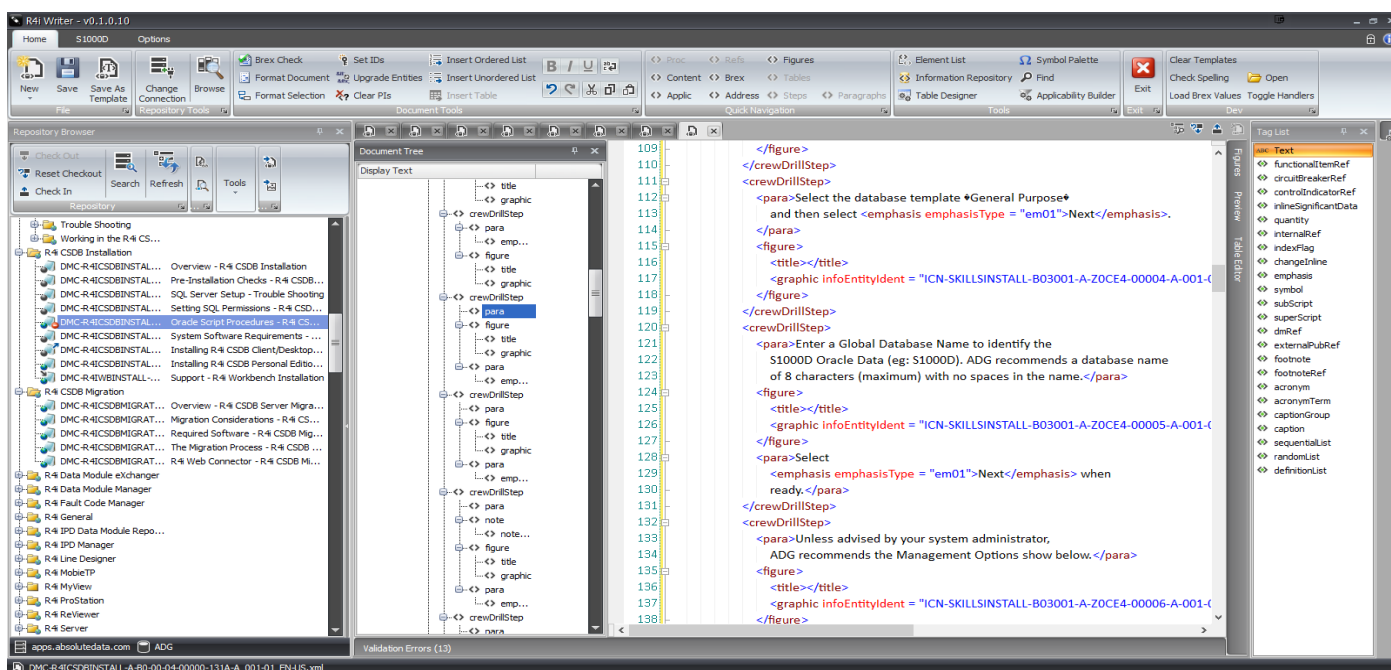 R4i Writer - v0.1.0.10
Home S1000D Options
New Save Save As Template
File
Change Connection Browse
Repository Tools
Brex Check Set IDs Insert Ordered List
Format Document Upgrade Entities Insert Unordered List
Format Selection Clear PIs Insert Table
B I U
Document Tools
<> Proc <> Refs <> Figures
<> Content <> Brex <> Tables
<> Applic <> Address <> Steps <> Paragraphs
Quick Navigation
Element List Symbol Palette
Information Repository Find
Table Designer Applicability Builder
Tools
Exit
Exit
Clear Templates
Check Spelling Open
Load Brex Values Toggle Handlers
Dev
Repository Browser
Check Out
Reset Checkout
Check In
Search Refresh Tools
Repository
Trouble Shooting
Working in the R4i CS...
R4i CSDB Installation
DMC-R4ICSDBINSTAL... Overview - R4i CSDB Installation
DMC-R4ICSDBINSTAL... Pre-Installation Checks - R4i CSDB...
DMC-R4ICSDBINSTAL... SQL Server Setup - Trouble Shooting
DMC-R4ICSDBINSTAL... Setting SQL Permissions - R4i CSD...
DMC-R4ICSDBINSTAL... Oracle Script Procedures - R4i CS...
DMC-R4ICSDBINSTAL... System Software Requirements - ...
DMC-R4ICSDBINSTAL... Installing R4i CSDB Client/Desktop...
DMC-R4ICSDBINSTAL... Installing R4i CSDB Personal Editio...
DMC-R4IWBINSTALL-... Support - R4i Workbench Installation
R4i CSDB Migration
DMC-R4ICSDBMIGRAT... Overview - R4i CSDB Server Migra...
DMC-R4ICSDBMIGRAT... Migration Considerations - R4i CS...
DMC-R4ICSDBMIGRAT... Required Software - R4i CSDB Mig...
DMC-R4ICSDBMIGRAT... The Migration Process - R4i CSDB ...
DMC-R4ICSDBMIGRAT... R4i Web Connector - R4i CSDB Mi...
R4i Data Module eXchanger
R4i Data Module Manager
R4i Fault Code Manager
R4i General
R4i IPD Data Module Repo...
R4i IPD Manager
R4i Line Designer
R4i MobieTP
R4i MyView
R4i ProStation
R4i ReViewer
R4i Server
apps.absolutedata.com ADG
Document Tree
Display Text
<> title
<> graphic
<> crewDrillStep
<> para
<> emp...
<> figure
<> title
<> graphic
<> crewDrillStep
<> para
<> figure
<> title
<> graphic
<> para
<> emp...
<> crewDrillStep
<> para
<> figure
<> title
<> graphic
<> para
<> emp...
<> crewDrillStep
<> para
<> note
<> note...
<> figure
<> title
<> graphic
<> para
<> emp...
<> crewDrillStep
<> para
109 </figure>
110 </crewDrillStep>
111 <crewDrillStep>
112 <para>Select the database template �General Purpose�
113 and then select <emphasis emphasisType = "em01">Next</emphasis>.
114 </para>
115 <figure>
116 <title></title>
117 <graphic infoEntityIdent = "ICN-SKILLSINSTALL-B03001-A-Z0CE4-00004-A-001-0
118 </figure>
119 </crewDrillStep>
120 <crewDrillStep>
121 <para>Enter a Global Database Name to identify the
122 S1000D Oracle Data (eg: S1000D). ADG recommends a database name
123 of 8 characters (maximum) with no spaces in the name.</para>
124 <figure>
125 <title></title>
126 <graphic infoEntityIdent = "ICN-SKILLSINSTALL-B03001-A-Z0CE4-00005-A-001-0
127 </figure>
128 <para>Select
129 <emphasis emphasisType = "em01">Next</emphasis> when
130 ready.</para>
131 </crewDrillStep>
132 <crewDrillStep>
133 <para>Unless advised by your system administrator,
134 ADG recommends the Management Options show below.</para>
135 <figure>
136 <title></title>
137 <graphic infoEntityIdent = "ICN-SKILLSINSTALL-B03001-A-Z0CE4-00006-A-001-0
138 </figure>
Validation Errors (13)
Figures
Preview
Table Editor
Tag List
ABC Text
functionalItemRef
circuitBreakerRef
controlIndicatorRef
inlineSignificantData
quantity
internalRef
indexFlag
changeInline
emphasis
symbol
subScript
superScript
dmRef
externalPubRef
footnote
footnoteRef
acronym
acronymTerm
captionGroup
caption
sequentialList
randomList
definitionList
DMC-R4ICSDBINSTALL-A-B0-00-04-00000-131A-A_001-01_EN-US.xml